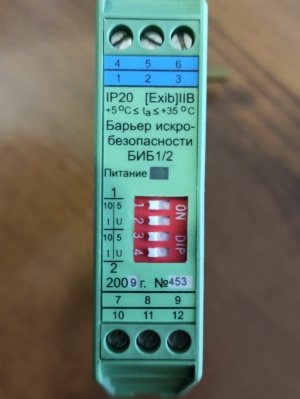 4 5 6
1 2 3
IP20 [Exib]IIB
+5°C ≤ ta ≤ +35 °C
Барьер искро-
безопасности
БИБ1/2
Питание
1
10 5
I U
10 5
I U
2
ON DIP
1 2 3 4
2009 г. №453
7 8 9
10 11 12